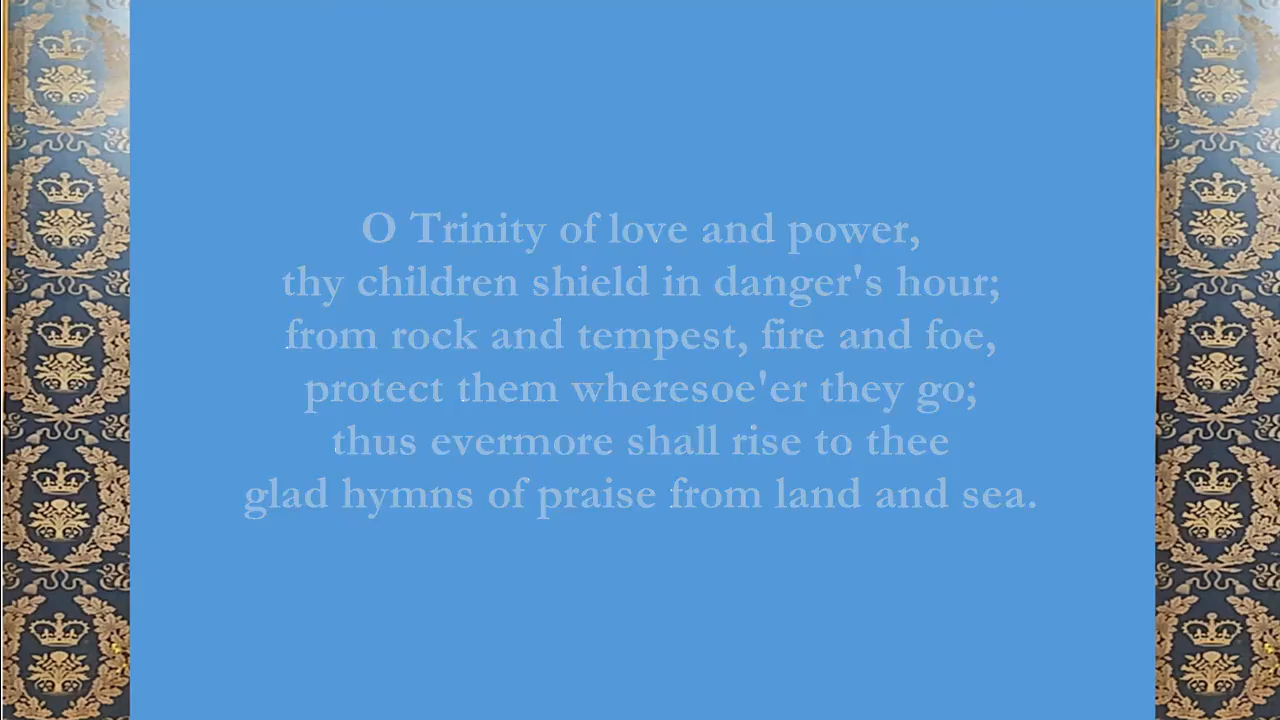 O Trinity of love and power,
thy children shield in danger's hour;
from rock and tempest, fire and foe,
protect them wheresoe'er they go;
thus evermore shall rise to thee
glad hymns of praise from land and sea.